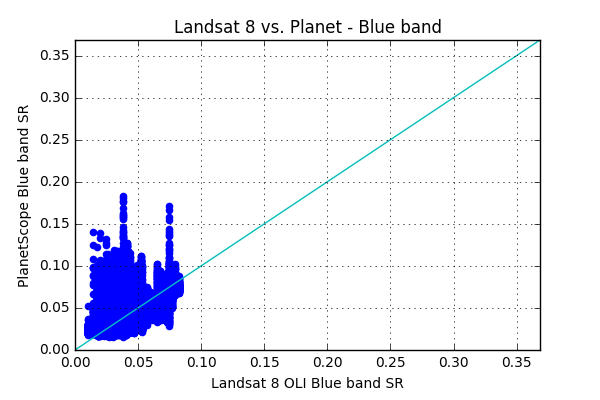 Landsat 8 vs. Planet - Blue band
0.35
0.30
0.25
0.20
0.15
0.10
0.05
0.00
PlanetScope Blue band SR
0.00 0.05 0.10 0.15 0.20 0.25 0.30 0.35
Landsat 8 OLI Blue band SR